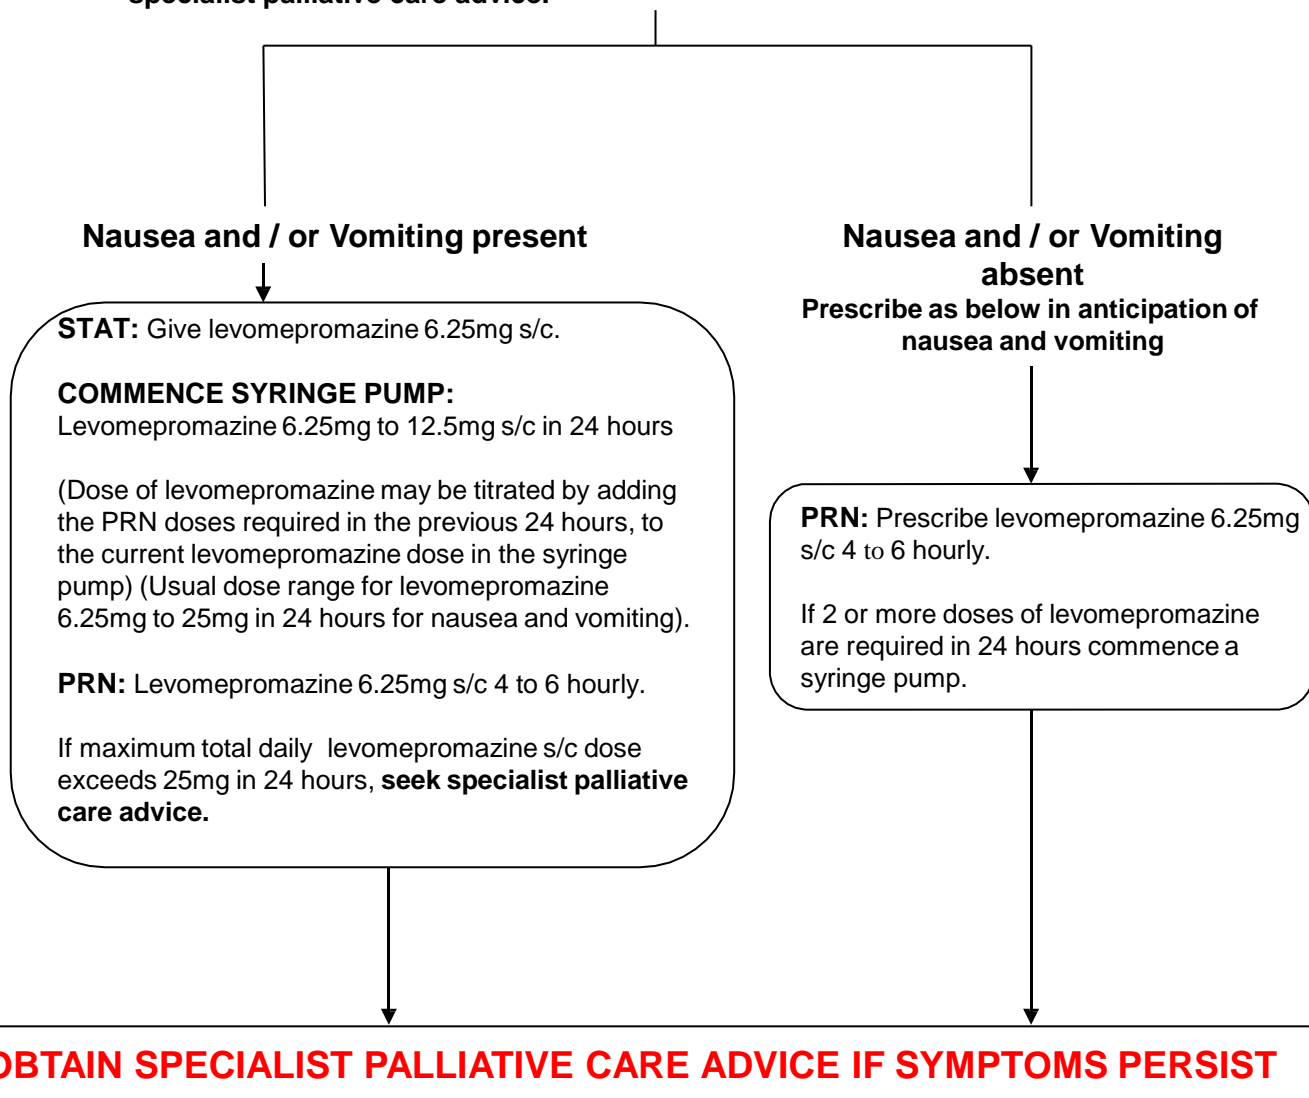 specialist palliative care advice.
Nausea and / or Vomiting present
STAT: Give levomepromazine 6.25mg s/c.
COMMENCE SYRINGE PUMP:
Levomepromazine 6.25mg to 12.5mg s/c in 24 hours
(Dose of levomepromazine may be titrated by adding
the PRN doses required in the previous 24 hours, to
the current levomepromazine dose in the syringe
pump) (Usual dose range for levomepromazine
6.25mg to 25mg in 24 hours for nausea and vomiting).
PRN: Levomepromazine 6.25mg s/c 4 to 6 hourly.
If maximum total daily levomepromazine s/c dose
exceeds 25mg in 24 hours, seek specialist palliative
care advice.
Nausea and / or Vomiting
absent
Prescribe as below in anticipation of
nausea and vomiting
PRN: Prescribe levomepromazine 6.25mg
s/c 4 to 6 hourly.
If 2 or more doses of levomepromazine
are required in 24 hours commence a
syringe pump.
OBTAIN SPECIALIST PALLIATIVE CARE ADVICE IF SYMPTOMS PERSIST